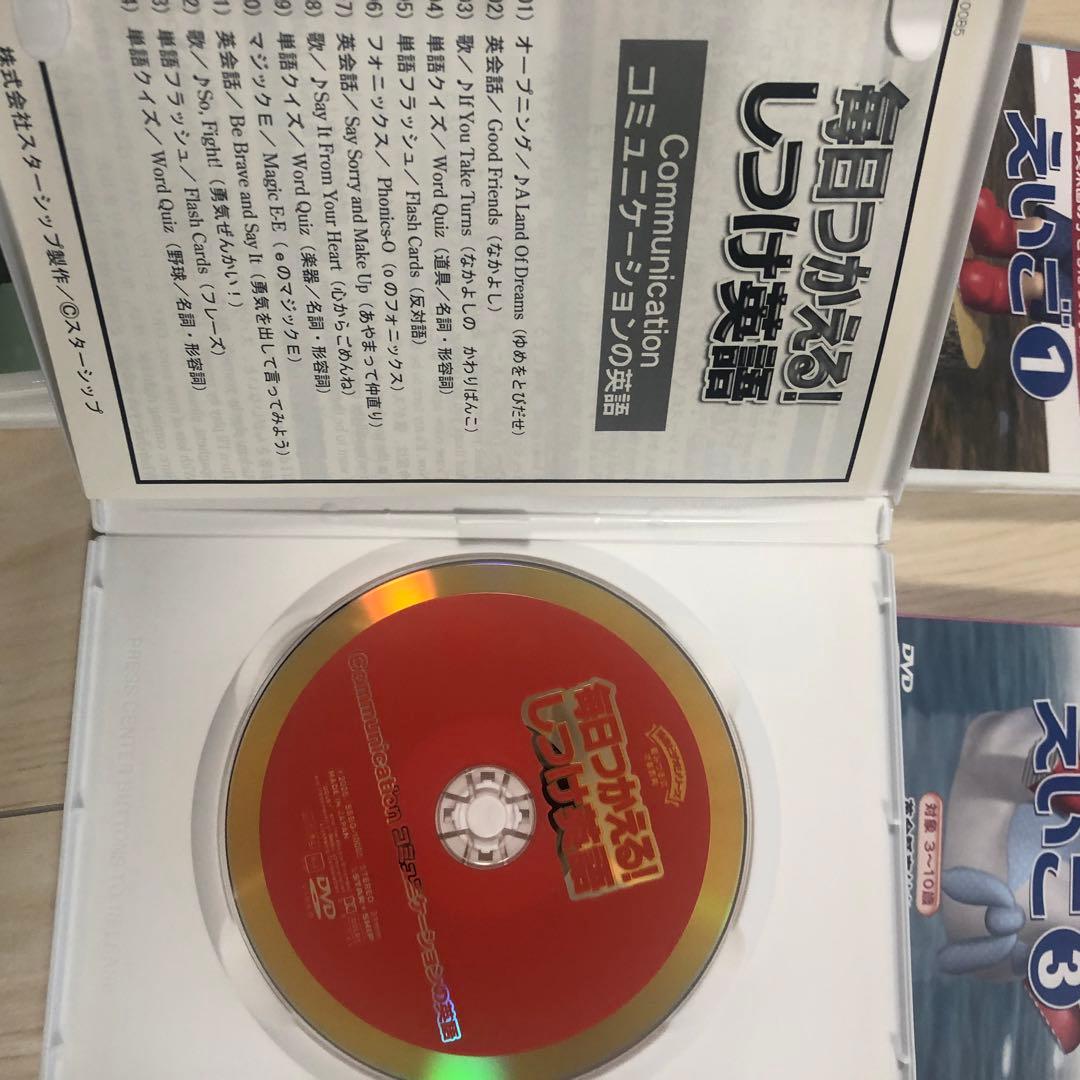 0085
毎日つかえる!
しつけ英語
Communication
コミュニケーションの英語
01) オープニング／♪A Land Of Dreams（ゆめをとびだせ）
02) 英会話／Good Friends（なかよし）
03) 歌／♪If You Take Turns（なかよしの かわりばんこ）
04) 単語クイズ／Word Quiz（道具／名詞・形容詞）
05) 単語フラッシュ／Flash Cards（反対語）
06) フォニックス／Phonics-O（oのフォニックス）
07) 英会話／Say Sorry and Make Up（あやまって仲直り）
08) 歌／♪Say It From Your Heart（心からごめんね）
09) 単語クイズ／Word Quiz（楽器／名詞・形容詞）
0) マジックE／Magic E-E（eのマジックE）
1) 英会話／Be Brave and Say It（勇気を出して言ってみよう）
2) 歌／♪So, Fight!（勇気ぜんかい!）
3) 単語フラッシュ／Flash Cards（フレーズ）
4) 単語クイズ／Word Quiz（野球／名詞・形容詞）
株式会社スターシップ製作／©スターシップ
毎日つかえる!
しつけ英語
Communication コミュニケーションの英語
STEREO
MADE IN JAPAN
STAR★SHIP
DVD
えいご1
DVD
えいご3
対象 3〜10歳